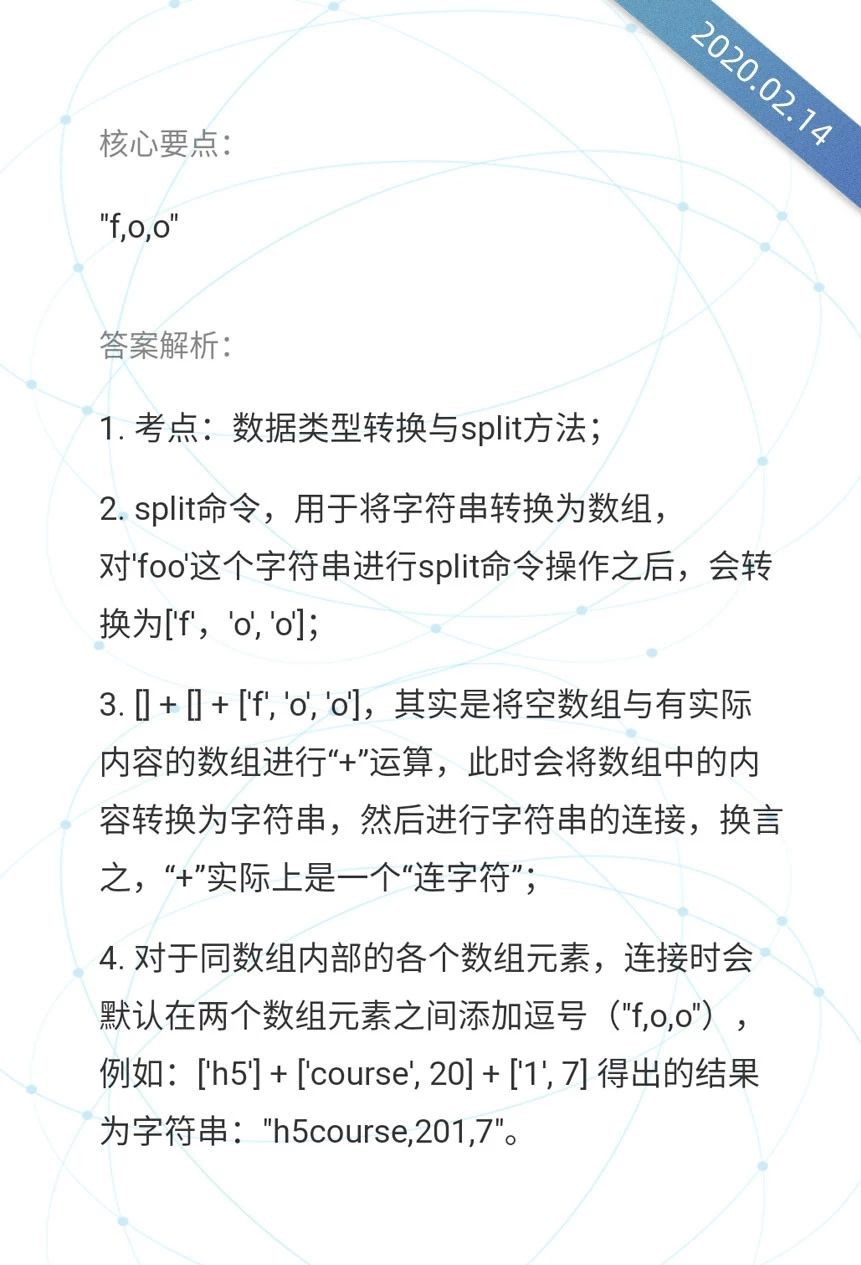 2020.02.14
核心要点：
"f,o,o"
答案解析：
1. 考点：数据类型转换与split方法；
2. split命令，用于将字符串转换为数组，
对'foo'这个字符串进行split命令操作之后，会转
换为['f'，'o', 'o']；
3. [] + [] + ['f', 'o', 'o']，其实是将空数组与有实际
内容的数组进行“+”运算，此时会将数组中的内
容转换为字符串，然后进行字符串的连接，换言
之，“+”实际上是一个“连字符”；
4. 对于同数组内部的各个数组元素，连接时会
默认在两个数组元素之间添加逗号（"f,o,o"），
例如：['h5'] + ['course', 20] + ['1', 7] 得出的结果
为字符串："h5course,201,7"。